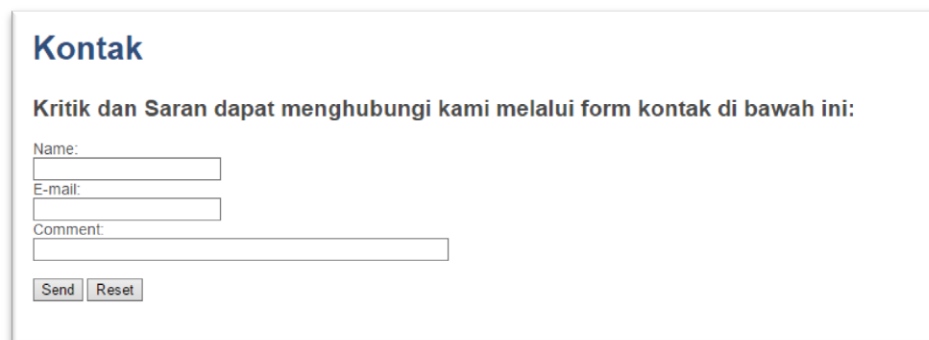 Kontak
Kritik dan Saran dapat menghubungi kami melalui form kontak di bawah ini:
Name:
E-mail:
Comment:
Send Reset